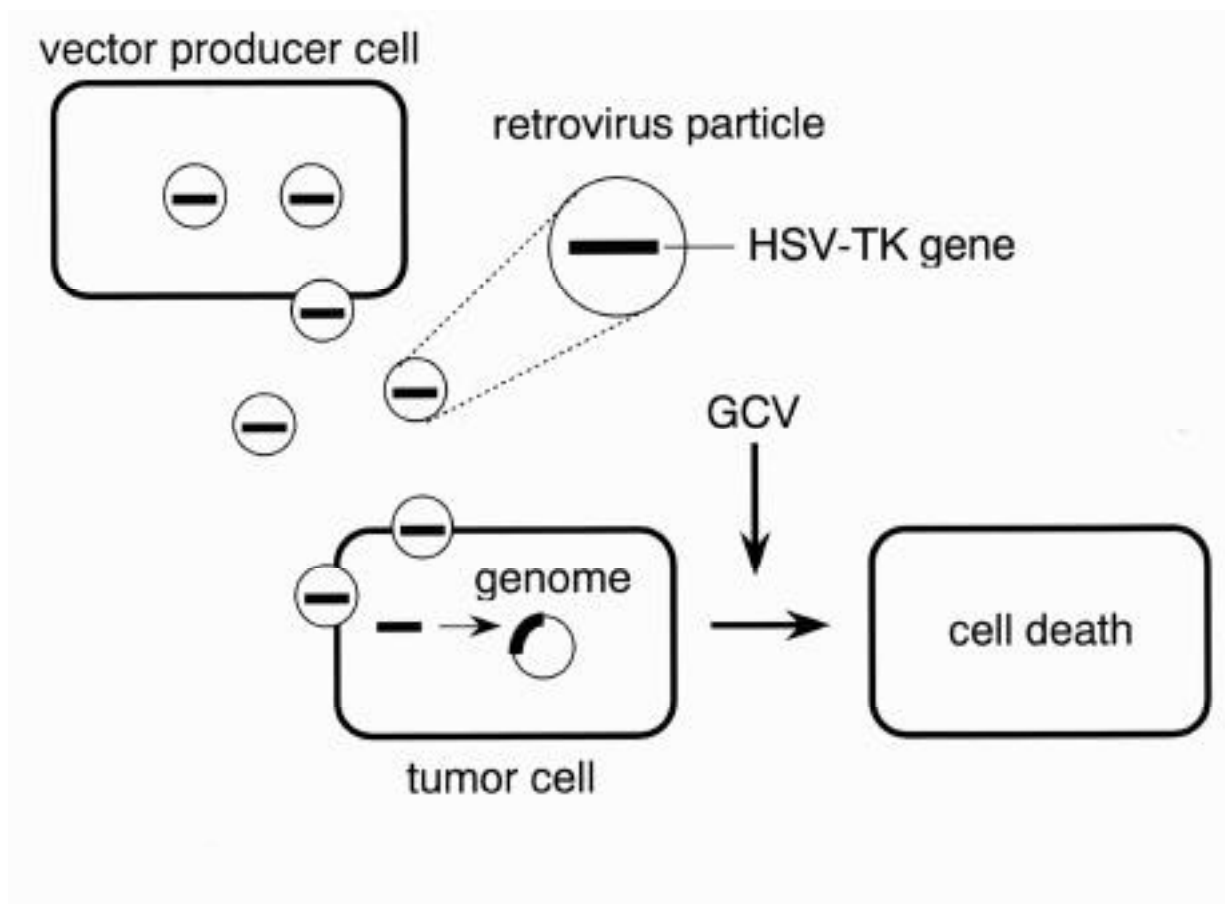 vector producer cell
retrovirus particle
HSV-TK gene
GCV
genome
cell death
tumor cell